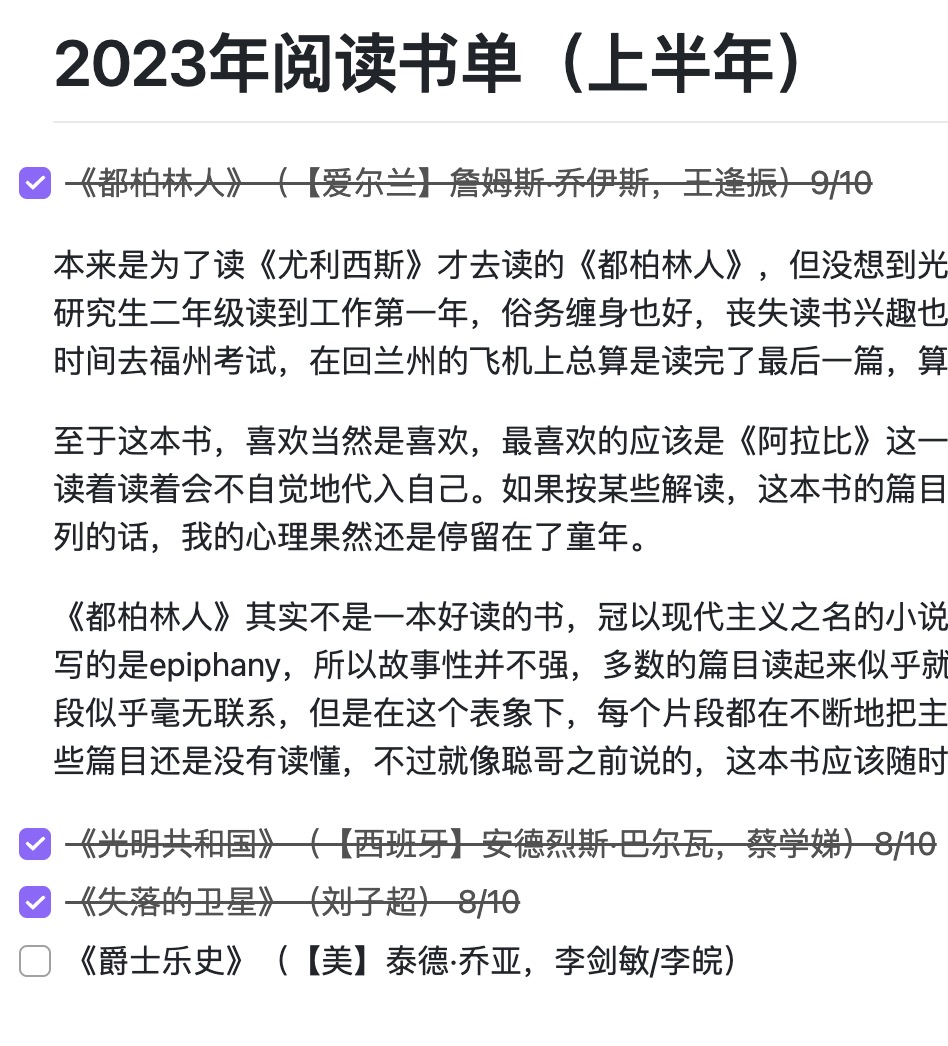 2023年阅读书单（上半年）
《都柏林人》（【爱尔兰】詹姆斯·乔伊斯，王逢振）9/10
本来是为了读《尤利西斯》才去读的《都柏林人》，但没想到光
研究生二年级读到工作第一年，俗务缠身也好，丧失读书兴趣也
时间去福州考试，在回兰州的飞机上总算是读完了最后一篇，算
至于这本书，喜欢当然是喜欢，最喜欢的应该是《阿拉比》这一
读着读着会不自觉地代入自己。如果按某些解读，这本书的篇目
列的话，我的心理果然还是停留在了童年。
《都柏林人》其实不是一本好读的书，冠以现代主义之名的小说
写的是epiphany，所以故事性并不强，多数的篇目读起来似乎就
段似乎毫无联系，但是在这个表象下，每个片段都在不断地把主
些篇目还是没有读懂，不过就像聪哥之前说的，这本书应该随时
《光明共和国》（【西班牙】安德烈斯·巴尔瓦，蔡学娣）8/10
《失落的卫星》（刘子超） 8/10
《爵士乐史》（【美】泰德·乔亚，李剑敏/李皖）